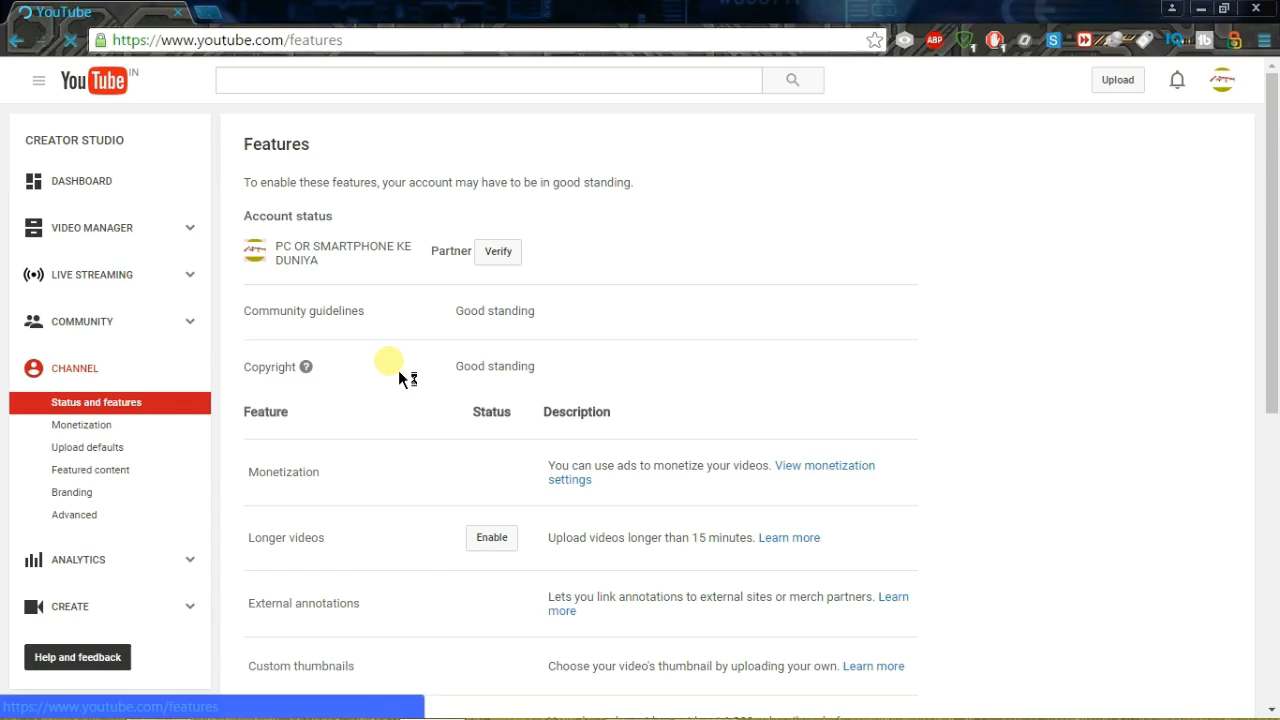 YouTube
https://www.youtube.com/features
ABP
1
1
S
IQ
tb
YouTube IN
Upload
CREATOR STUDIO
DASHBOARD
VIDEO MANAGER
LIVE STREAMING
COMMUNITY
CHANNEL
Status and features
Monetization
Upload defaults
Featured content
Branding
Advanced
ANALYTICS
CREATE
Help and feedback
Features
To enable these features, your account may have to be in good standing.
Account status
PC OR SMARTPHONE KE
DUNIYA
Partner Verify
Community guidelines Good standing
Copyright ? Good standing
Feature Status Description
Monetization You can use ads to monetize your videos. View monetization
settings
Longer videos Enable Upload videos longer than 15 minutes. Learn more
External annotations Lets you link annotations to external sites or merch partners. Learn
more
Custom thumbnails Choose your video's thumbnail by uploading your own. Learn more
https://www.youtube.com/features